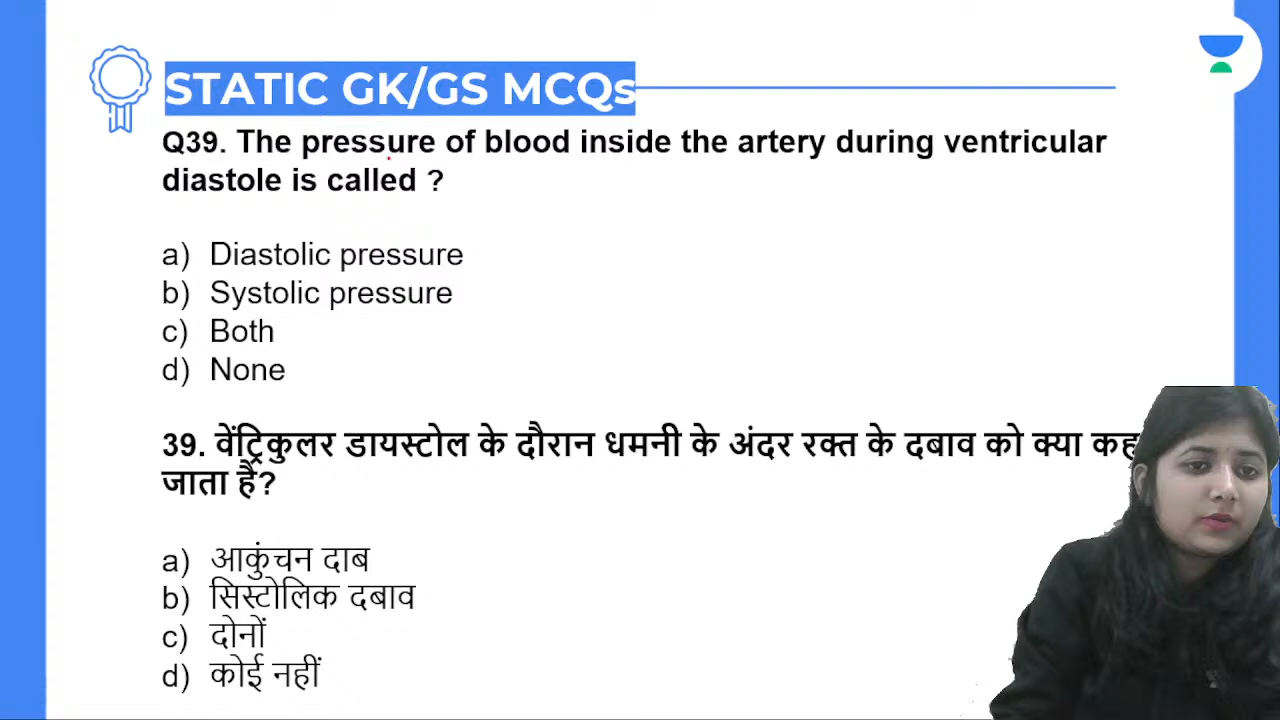 STATIC GK/GS MCQs
Q39. The pressure of blood inside the artery during ventricular
diastole is called ?
a) Diastolic pressure
b) Systolic pressure
c) Both
d) None
39. वेंट्रिकुलर डायस्टोल के दौरान धमनी के अंदर रक्त के दबाव को क्या कह
जाता है?
a) आकुंचन दाब
b) सिस्टोलिक दबाव
c) दोनों
d) कोई नहीं